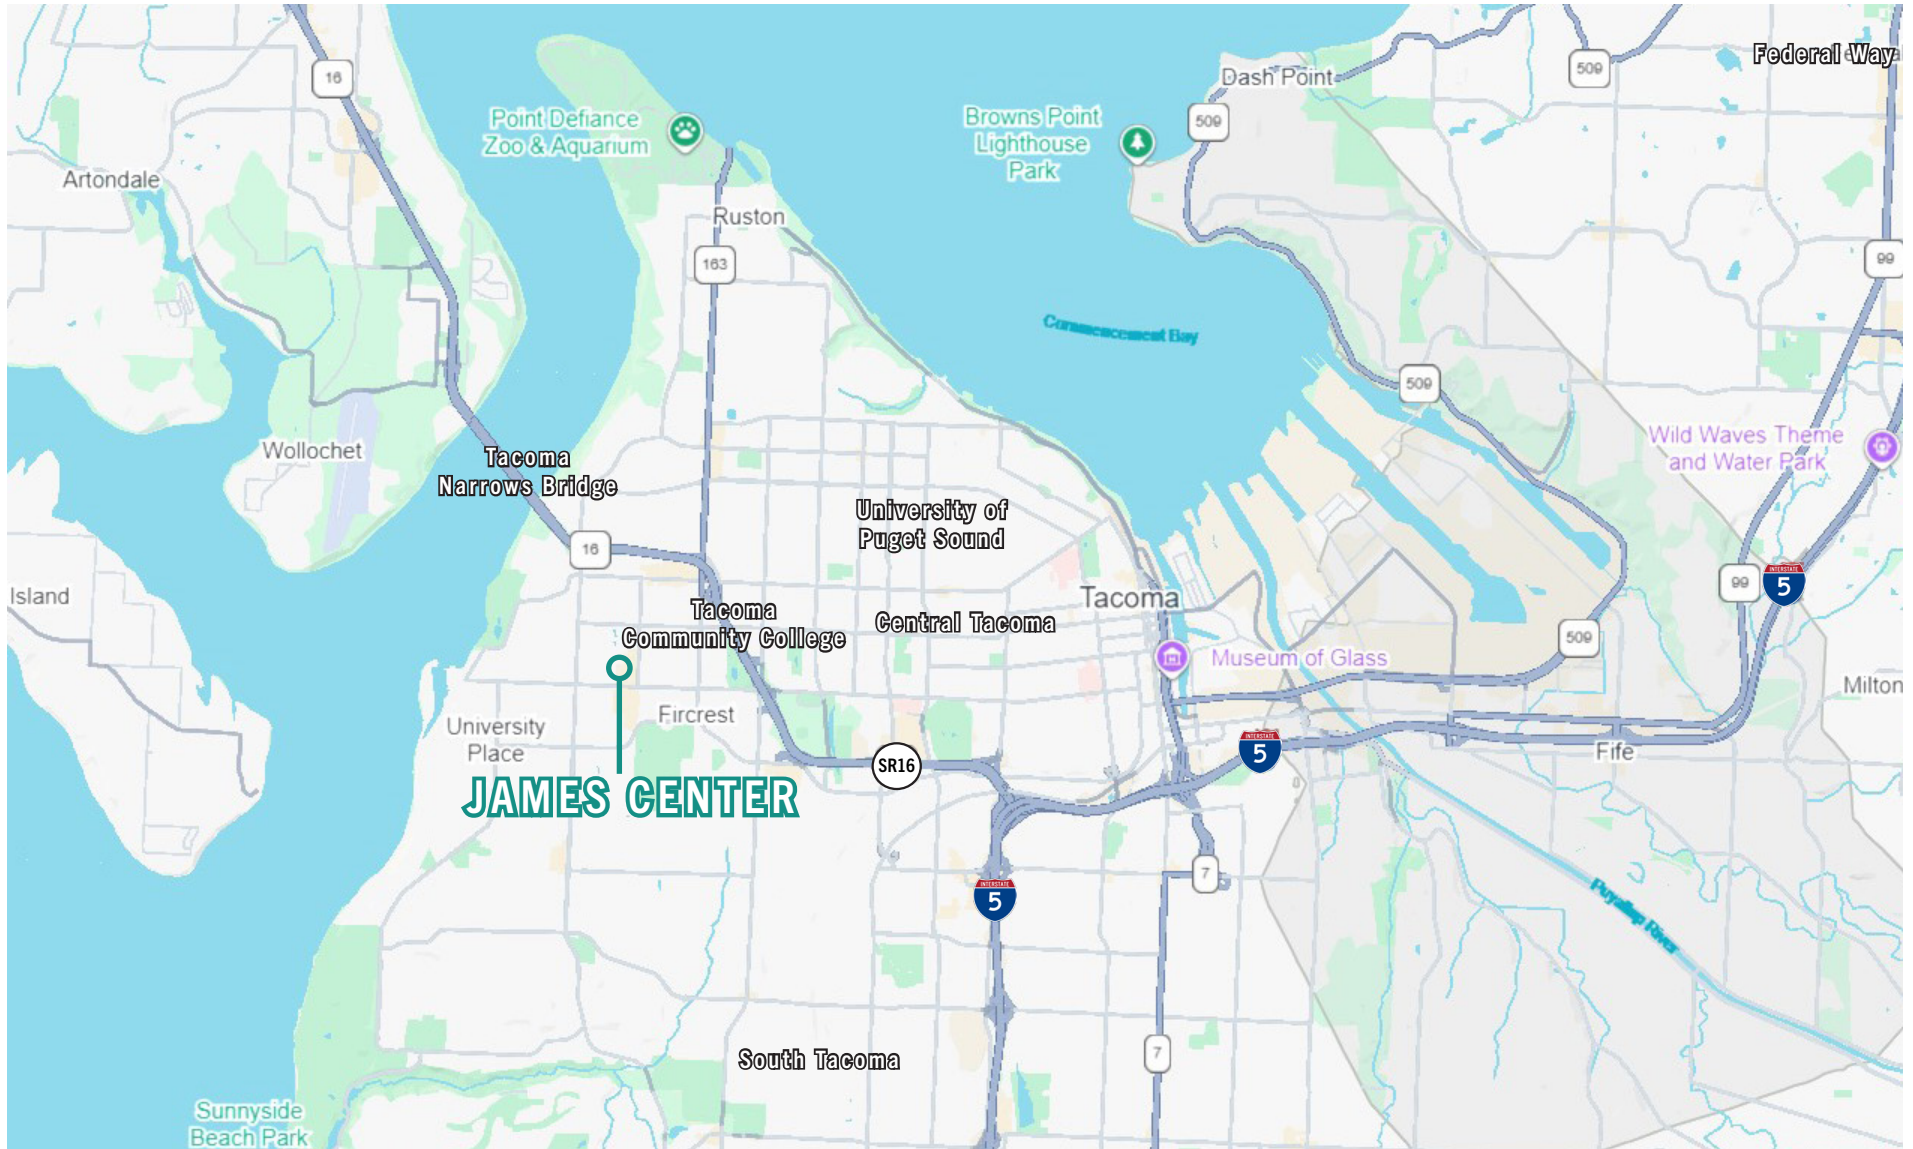 16
Point Defiance
Zoo & Aquarium
Browns Point
Lighthouse
Park
Dash Point
509
509
Federal Way
Artondale
Ruston
163
99
Commencement Bay
509
Wollochet
Tacoma
Narrows Bridge
Wild Waves Theme
and Water Park
University of
Puget Sound
16
Island
Tacoma
Community College
Central Tacoma
Tacoma
99
INTERSTATE
5
509
Museum of Glass
Milton
University
Place
Fircrest
JAMES CENTER
SR16
INTERSTATE
5
Fife
INTERSTATE
5
7
Puyallup River
South Tacoma
7
Sunnyside
Beach Park